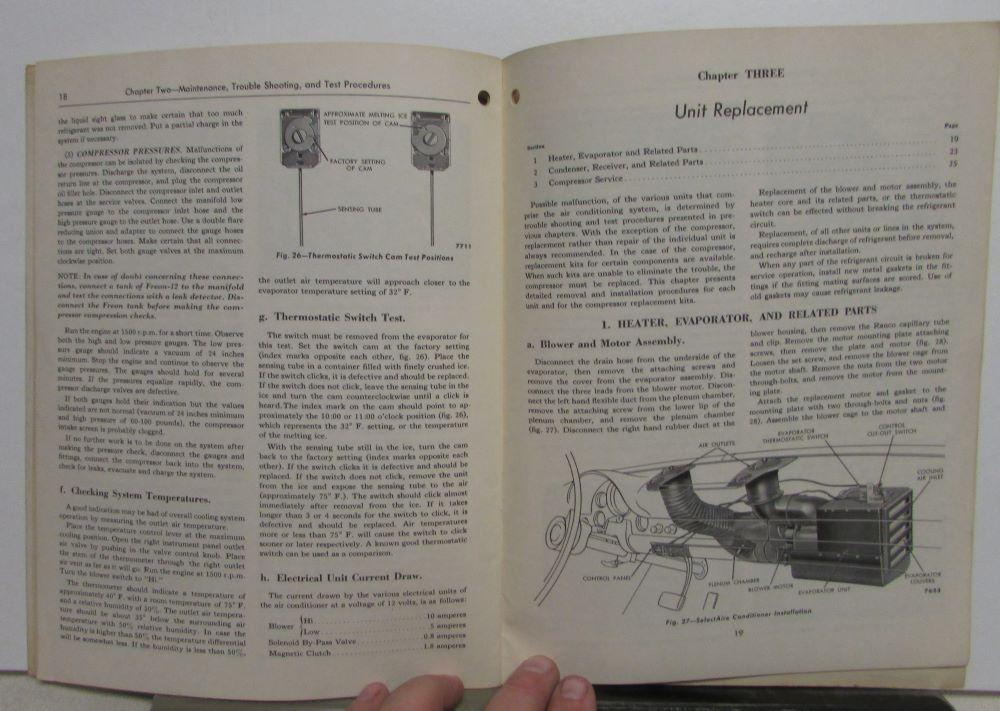 18
Chapter Two—Maintenance, Trouble Shooting, and Test Procedures
the liquid sight glass to make certain that too much
refrigerant was not removed. Put a partial charge in the
system if necessary.
(3) COMPRESSOR PRESSURES. Malfunctions of
the compressor can be isolated by checking the compres-
sor pressures. Discharge the system, disconnect the oil
return line at the compressor, and plug the compressor
oil filler hole. Disconnect the compressor inlet and outlet
hoses at the service valves. Connect the manifold low
pressure gauge to the compressor inlet hose and the
high pressure gauge to the outlet hose. Use a double flare
reducing union and adapter to connect the gauge hoses
to the compressor hoses. Make certain that all connec-
tions are tight. Set both gauge valves at the maximum
clockwise position.
NOTE: In case of doubt concerning these connec-
tions, connect a tank of Freon-12 to the manifold
and test the connections with a leak detector. Dis-
connect the Freon tank before making the com-
pressor compression checks.
Run the engine at 1500 r.p.m. for a short time. Observe
both the high and low pressure gauges. The low pres-
sure gauge should indicate a vacuum of 24 inches
minimum. Stop the engine and continue to observe the
gauge pressures. The gauges should hold for several
minutes. If the pressures equalize rapidly, the com-
pressor discharge valves are defective.
If both gauges hold their indication but the values
indicated are not normal (vacuum of 24 inches minimum
and high pressure of 60-100 pounds), the compressor
intake screen is probably clogged.
If no further work is to be done on the system after
making the pressure check, disconnect the gauges and
fittings, connect the compressor back into the system,
check for leaks, evacuate and charge the system.
f. Checking System Temperatures.
A good indication may be had of overall cooling system
operation by measuring the outlet air temperature.
Place the temperature control lever at the maximum
cooling position. Open the right instrument panel outlet
air valve by pushing in the valve control knob. Place
the stem of the thermometer through the right outlet
air vent as far as it will go. Run the engine at 1500 r.p.m.
Turn the blower switch to "Hi."
The thermometer should indicate a temperature of
approximately 40° F. with a room temperature of 75° F.
and a relative humidity of 50%. The outlet air tempera-
ture should be about 35° below the surrounding air
temperature with 50% relative humidity. In case the
humidity is higher than 50% the temperature differential
will be somewhat less. If the humidity is less than 50%,
APPROXIMATE MELTING ICE
TEST POSITION OF CAM
FACTORY SETTING
OF CAM
SENSING TUBE
7711
Fig. 26—Thermostatic Switch Cam Test Positions
the outlet air temperature will approach closer to the
evaporator temperature setting of 32° F.
g. Thermostatic Switch Test.
The switch must be removed from the evaporator for
this test. Set the switch cam at the factory setting
(index marks opposite each other, fig. 26). Place the
sensing tube in a container filled with finely crushed ice.
If the switch clicks, it is defective and should be replaced.
If the switch does not click, leave the sensing tube in the
ice and turn the cam counterclockwise until a click is
heard.The index mark on the cam should point to ap-
proximately the 10:00 or 11:00 o'clock position (fig. 26),
which represents the 32° F. setting, or the temperature
of the melting ice.
With the sensing tube still in the ice, turn the cam
back to the factory setting (index marks opposite each
other). If the switch clicks it is defective and should be
replaced. If the switch does not click, remove the unit
from the ice and expose the sensing tube to the air
(approximately 75° F.). The switch should click almost
immediately after removal from the ice. If it takes
longer than 3 or 4 seconds for the switch to click, it is
defective and should be replaced. Air temperatures
more or less than 75° F. will cause the switch to click
sooner or later respectively. A known good thermostatic
switch can be used as a comparison.
h. Electrical Unit Current Draw.
The current drawn by the various electrical units of
the air conditioner at a voltage of 12 volts, is as follows:
Blower {Hi ........ 10 amperes
{Low ........ 5 amperes
Solenoid By-Pass Valve ........ 0.8 amperes
Magnetic Clutch ........ 1.8 amperes
Chapter THREE
Unit Replacement
Section Page
1 Heater, Evaporator and Related Parts ........ 19
2 Condenser, Receiver, and Related Parts ........ 23
3 Compressor Service ........ 25
Possible malfunction, of the various units that com-
prise the air conditioning system, is determined by
trouble shooting and test procedures presented in pre-
vious chapters. With the exception of the compressor,
replacement rather than repair of the individual unit is
always recommended. In the case of the compressor,
replacement kits for certain components are available.
When such kits are unable to eliminate the trouble, the
compressor must be replaced. This chapter presents
detailed removal and installation procedures for each
unit and for the compressor replacement kits.
Replacement of the blower and motor assembly, the
heater core and its related parts, or the thermostatic
switch can be effected without breaking the refrigerant
circuit.
Replacement, of all other units or lines in the system,
requires complete discharge of refrigerant before removal,
and recharge after installation.
When any part of the refrigerant circuit is broken for
service operation, install new metal gaskets in the fit-
tings if the fitting mating surfaces are scored. Use of
old gaskets may cause refrigerant leakage.
1. HEATER, EVAPORATOR, AND RELATED PARTS
a. Blower and Motor Assembly.
Disconnect the drain hose from the underside of the
evaporator, then remove the attaching screws and
remove the cover from the evaporator assembly. Dis-
connect the three leads from the blower motor. Discon-
nect the left hand flexible duct from the plenum chamber,
remove the attaching screw from the lower lip of the
plenum chamber, and remove the plenum chamber
(fig. 27). Disconnect the right hand rubber duct at the
blower housing, then remove the Ranco capillary tube
and clip. Remove the motor mounting plate attaching
screws, then remove the plate and motor (fig. 28).
Loosen the set screw, and remove the blower cage from
the motor shaft. Remove the nuts from the two motor
through-bolts, and remove the motor from the mount-
ing plate.
Attach the replacement motor and gasket to the
mounting plate with two through-bolts and nuts (fig.
28). Assemble the blower cage to the motor shaft and
AIR OUTLETS
EVAPORATOR
THERMOSTATIC SWITCH
CONTROL
CUT-OUT SWITCH
COOLING
AIR INLET
CONTROL PANEL
PLENUM CHAMBER
BLOWER MOTOR
EVAPORATOR UNIT
EVAPORATOR
LOUVERS
7653
Fig. 27—SelectAire Conditioner Installation
19